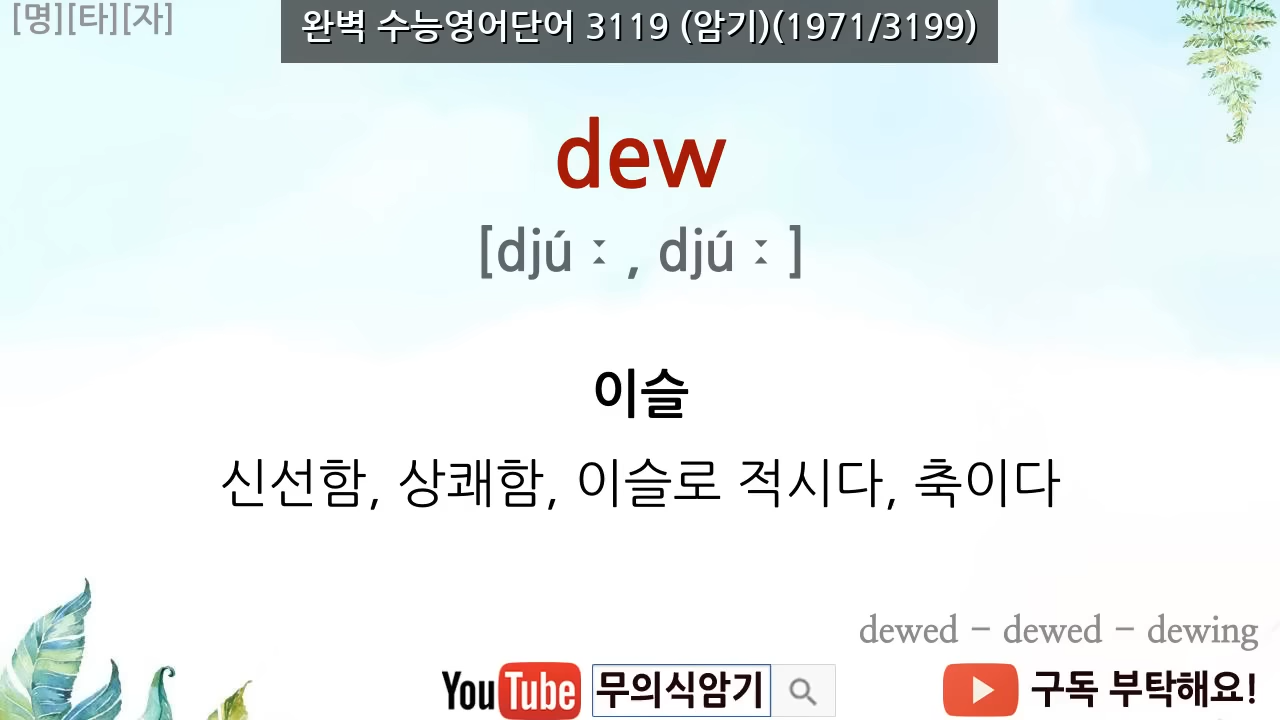 [명][타][자]
완벽 수능영어단어 3119 (암기)(1971/3199)
dew
[djúː, djúː]
이슬
신선함, 상쾌함, 이슬로 적시다, 축이다
dewed - dewed - dewing
YouTube 무의식암기 구독 부탁해요!